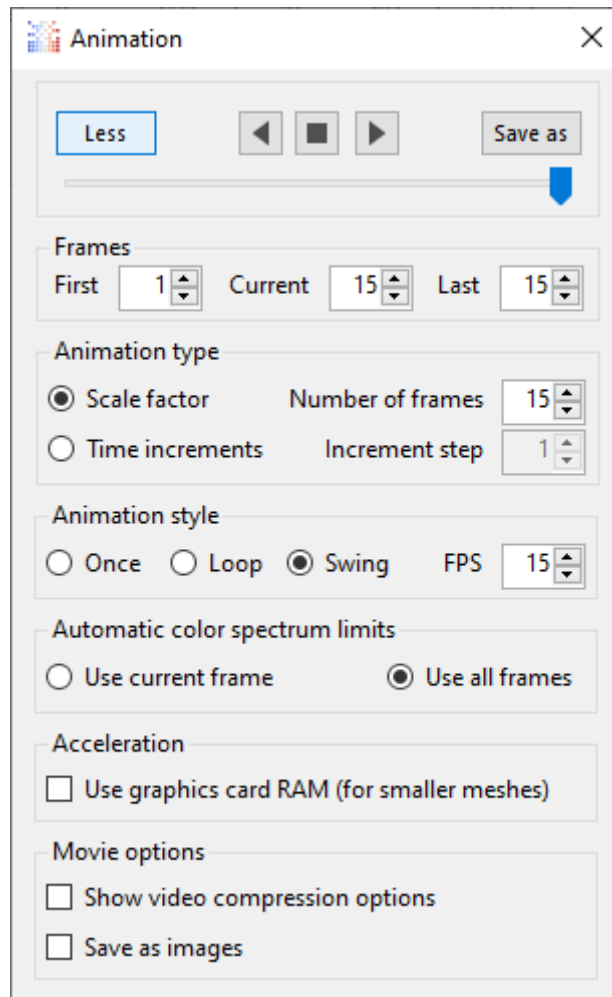 Animation
Less Save as
Frames
First 1 Current 15 Last 15
Animation type
Scale factor Number of frames 15
Time increments Increment step 1
Animation style
Once Loop Swing FPS 15
Automatic color spectrum limits
Use current frame Use all frames
Acceleration
Use graphics card RAM (for smaller meshes)
Movie options
Show video compression options
Save as images